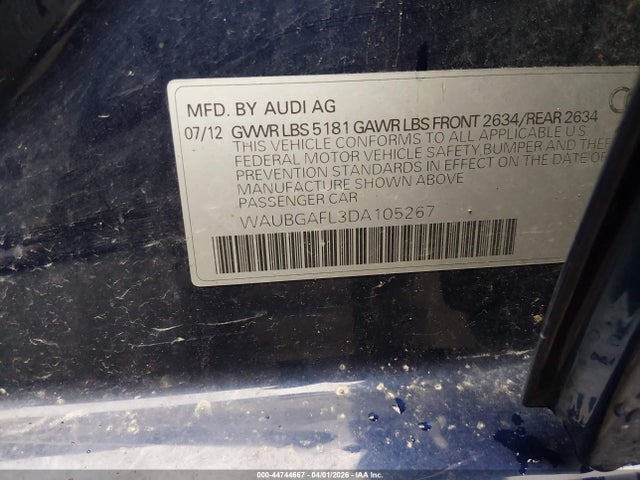 MFD. BY AUDI AG
07/12 GVWR LBS 5181 GAWR LBS FRONT 2634/REAR 2634
THIS VEHICLE CONFORMS TO ALL APPLICABLE U.S.
FEDERAL MOTOR VEHICLE SAFETY, BUMPER AND THEF
PREVENTION STANDARDS IN EFFECT ON THE DATE OF
MANUFACTURE SHOWN ABOVE
PASSENGER CAR
WAUBGAFL3DA105267
000-44744667 | 04/01/2026 | IAA Inc.